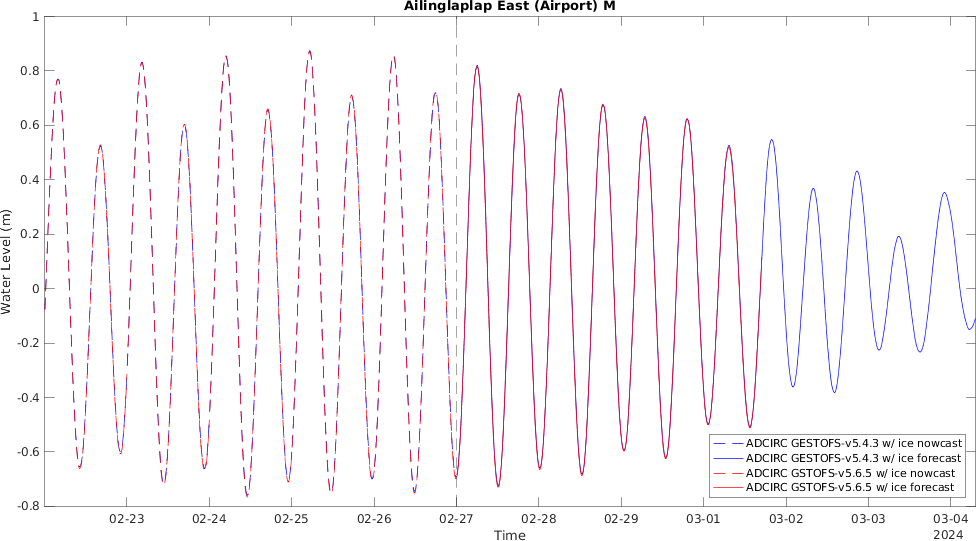 Ailinglaplap East (Airport) M
1
0.8
0.6
0.4
0.2
0
-0.2
-0.4
-0.6
-0.8
Water Level (m)
ADCIRC GESTOFS-v5.4.3 w/ ice nowcast
ADCIRC GESTOFS-v5.4.3 w/ ice forecast
ADCIRC GSTOFS-v5.6.5 w/ ice nowcast
ADCIRC GSTOFS-v5.6.5 w/ ice forecast
02-23 02-24 02-25 02-26 02-27 02-28 02-29 03-01 03-02 03-03 03-04
Time 2024